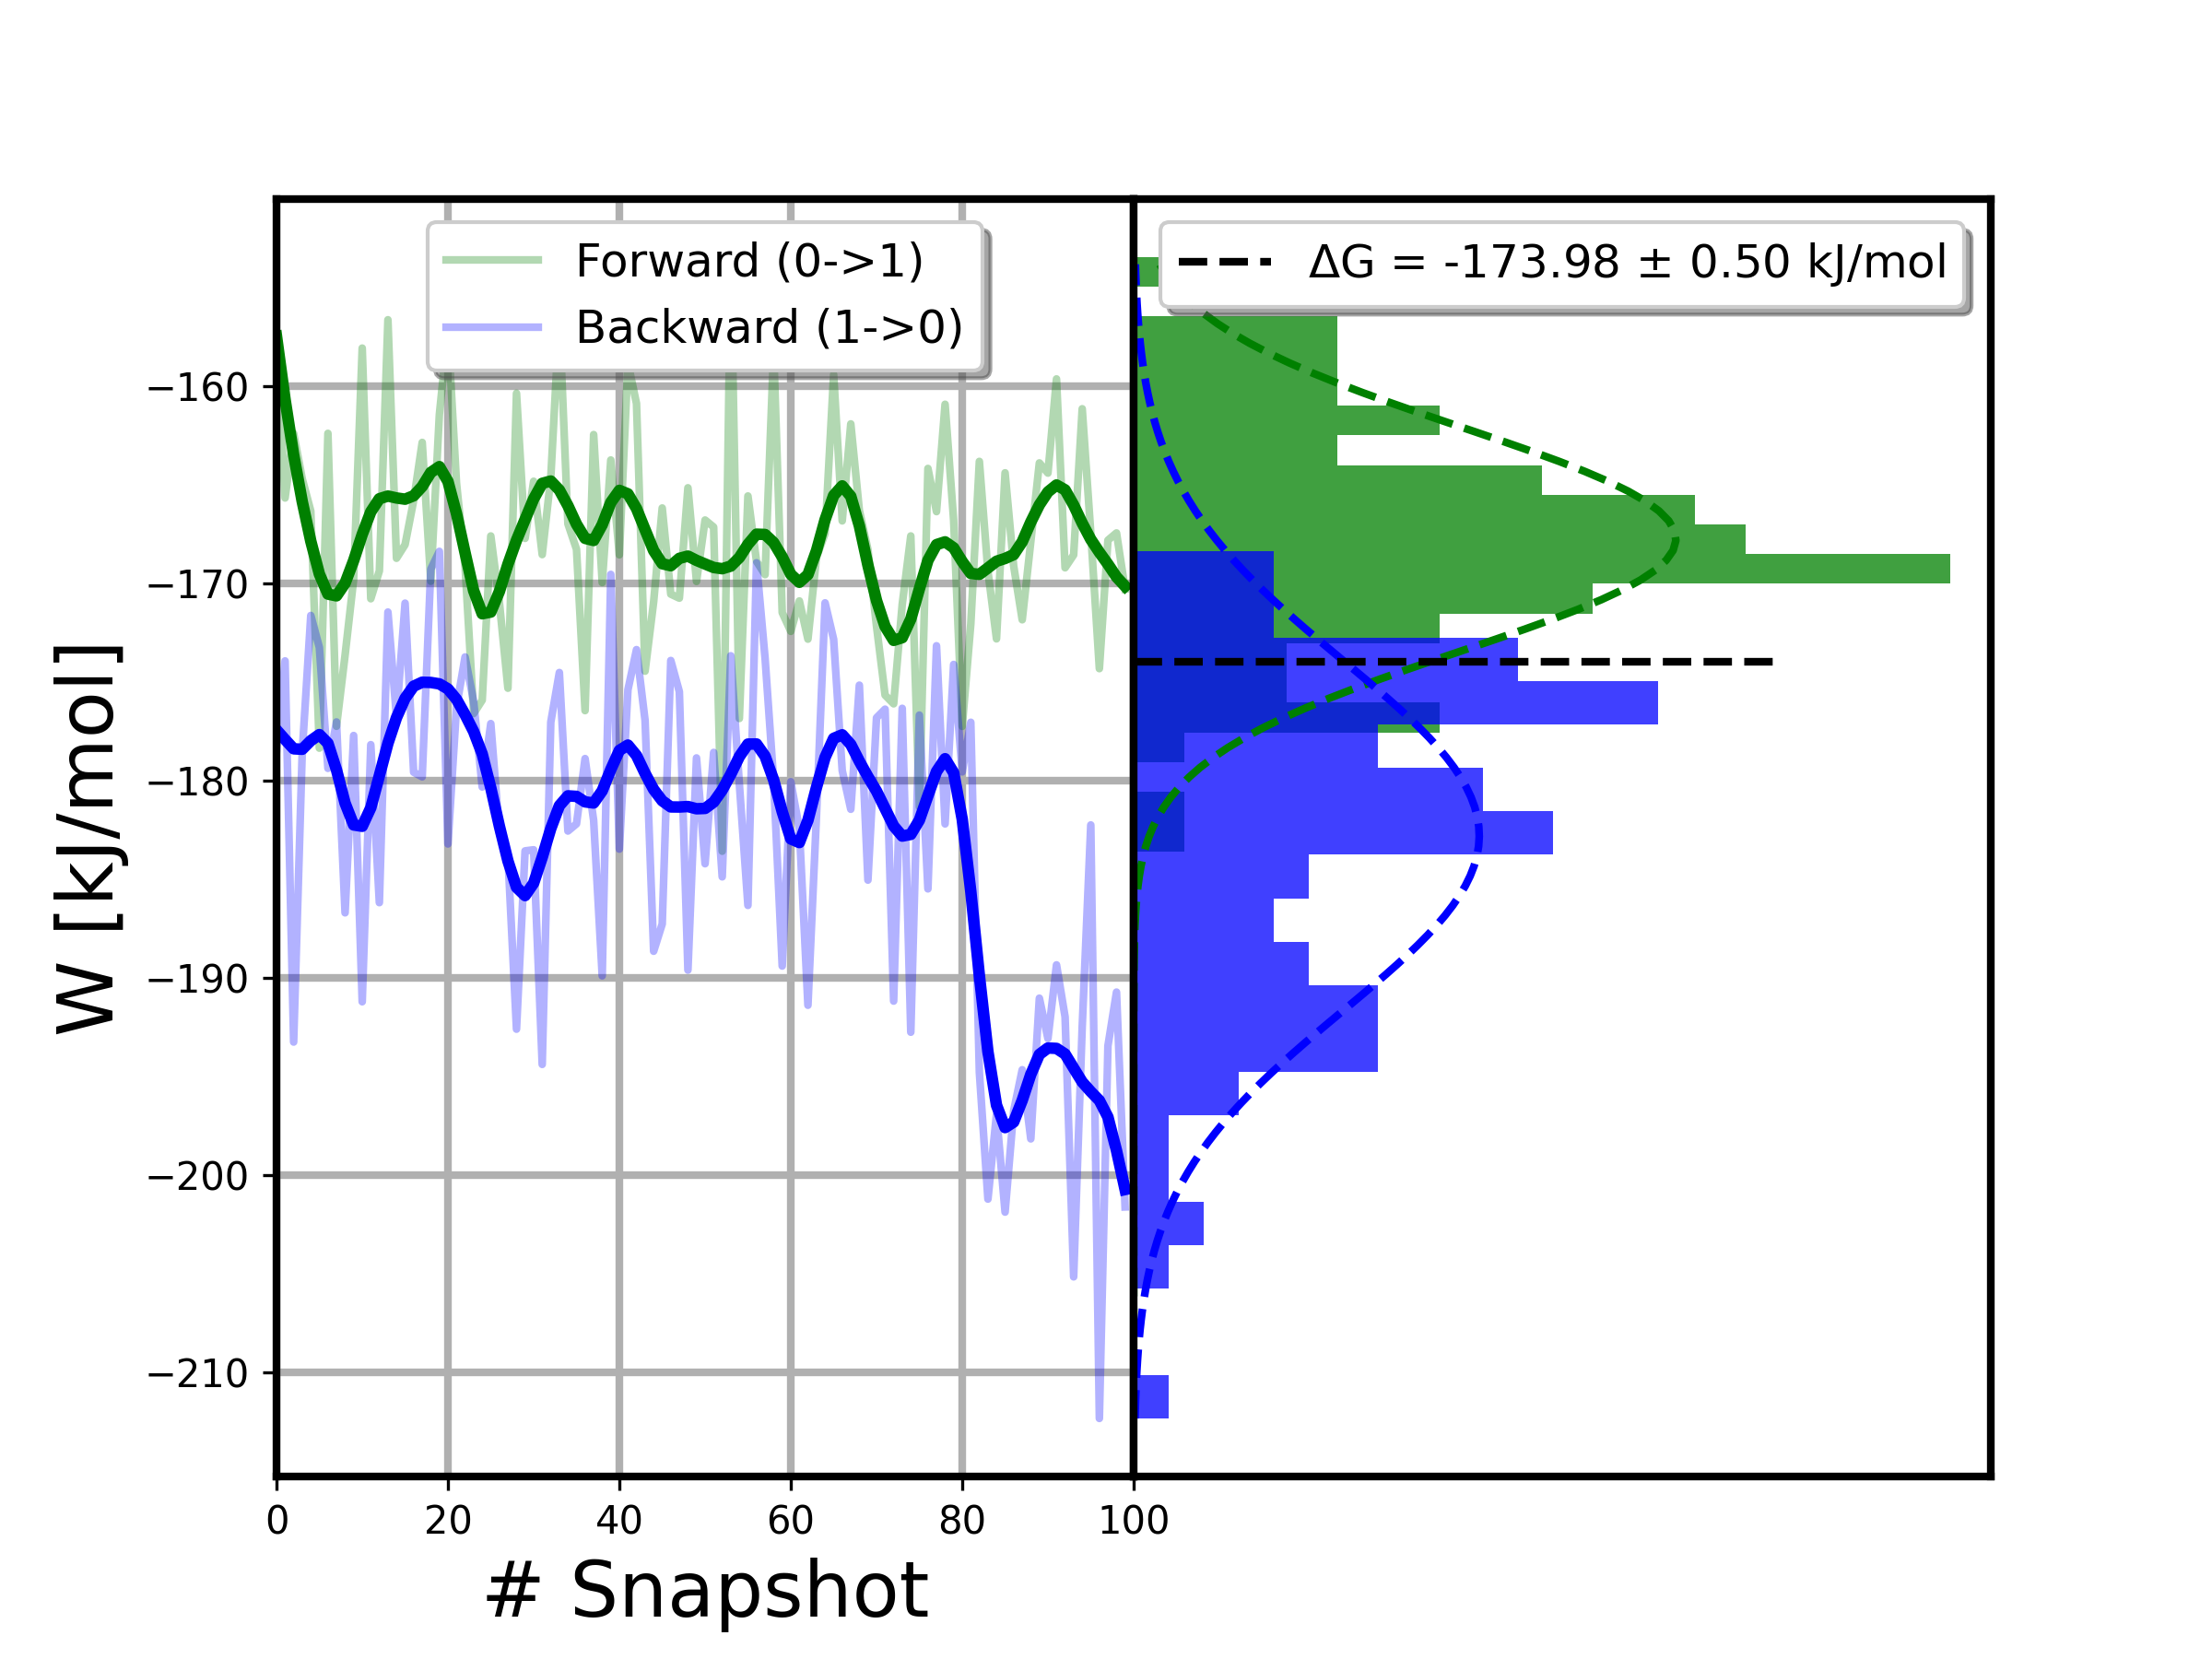 Forward (0->1)
Backward (1->0)
ΔG = -173.98 ± 0.50 kJ/mol
W [kJ/mol]
−160
−170
−180
−190
−200
−210
0 20 40 60 80 100
# Snapshot